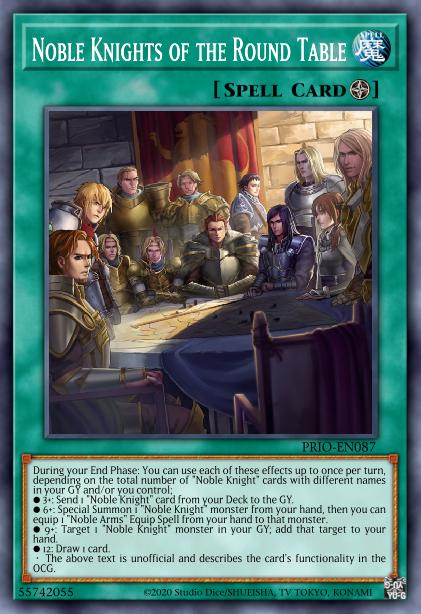 NOBLE KNIGHTS OF THE ROUND TABLE
SPELL
魔
[SPELL CARD]
PRIO-EN087
During your End Phase: You can use each of these effects up to once per turn,
depending on the total number of "Noble Knight" cards with different names
in your GY and/or you control;
● 3+: Send 1 "Noble Knight" card from your Deck to the GY.
● 6+: Special Summon 1 "Noble Knight" monster from your hand, then you can
equip 1 "Noble Arms" Equip Spell from your hand to that monster.
● 9+: Target 1 "Noble Knight" monster in your GY; add that target to your
hand.
● 12: Draw 1 card.
· The above text is unofficial and describes the card's functionality in the
OCG.
55742055
©2020 Studio Dice/SHUEISHA, TV TOKYO, KONAMI